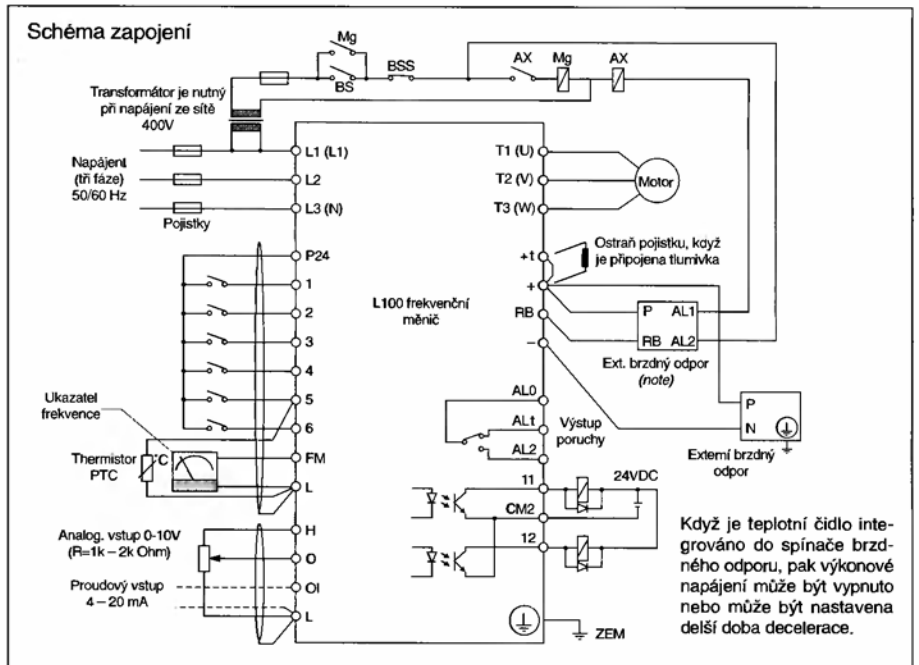 Schéma zapojení
Mg
BS
BSS
AX
Mg
AX
Transformátor je nutný
při napájení ze sítě
400V
Napájení
(tři fáze)
50/60 Hz
Pojistky
L1 (L1)
L2
L3 (N)
T1 (U)
T2 (V)
T3 (W)
Motor
P24
1
2
3
4
5
6
FM
L
H
O
OI
L
L100 frekvenční
měnič
+1
+
RB
−
Ostraň pojistku, když
je připojena tlumivka
P AL1
RB AL2
Ext. brzdný odpor
(note)
P
N
Externí brzdný
odpor
AL0
AL1
AL2
Výstup
poruchy
11
CM2
12
24VDC
Ukazatel
frekvence
Thermistor
PTC
°C
Analog. vstup 0-10V
(R=1k – 2k Ohm)
Proudový vstup
4 – 20 mA
ZEM
Když je teplotní čidlo inte-
grováno do spínače brzd-
ného odporu, pak výkonové
napájení může být vypnuto
nebo může být nastavena
delší doba decelerace.